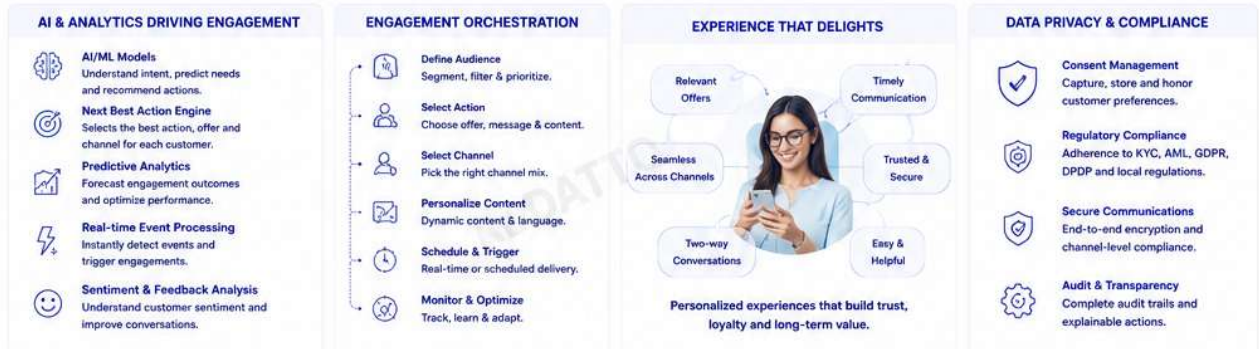 AI & ANALYTICS DRIVING ENGAGEMENT
AI/ML Models
Understand intent, predict needs
and recommend actions.
Next Best Action Engine
Selects the best action, offer and
channel for each customer.
Predictive Analytics
Forecast engagement outcomes
and optimize performance.
Real-time Event Processing
Instantly detect events and
trigger engagements.
Sentiment & Feedback Analysis
Understand customer sentiment and
improve conversations.
ENGAGEMENT ORCHESTRATION
Define Audience
Segment, filter & prioritize.
Select Action
Choose offer, message & content.
Select Channel
Pick the right channel mix.
Personalize Content
Dynamic content & language.
Schedule & Trigger
Real-time or scheduled delivery.
Monitor & Optimize
Track, learn & adapt.
EXPERIENCE THAT DELIGHTS
Relevant
Offers
Timely
Communication
Seamless
Across Channels
Trusted &
Secure
Two-way
Conversations
Easy &
Helpful
Personalized experiences that build trust,
loyalty and long-term value.
DATA PRIVACY & COMPLIANCE
Consent Management
Capture, store and honor
customer preferences.
Regulatory Compliance
Adherence to KYC, AML, GDPR,
DPDP and local regulations.
Secure Communications
End-to-end encryption and
channel-level compliance.
Audit & Transparency
Complete audit trails and
explainable actions.